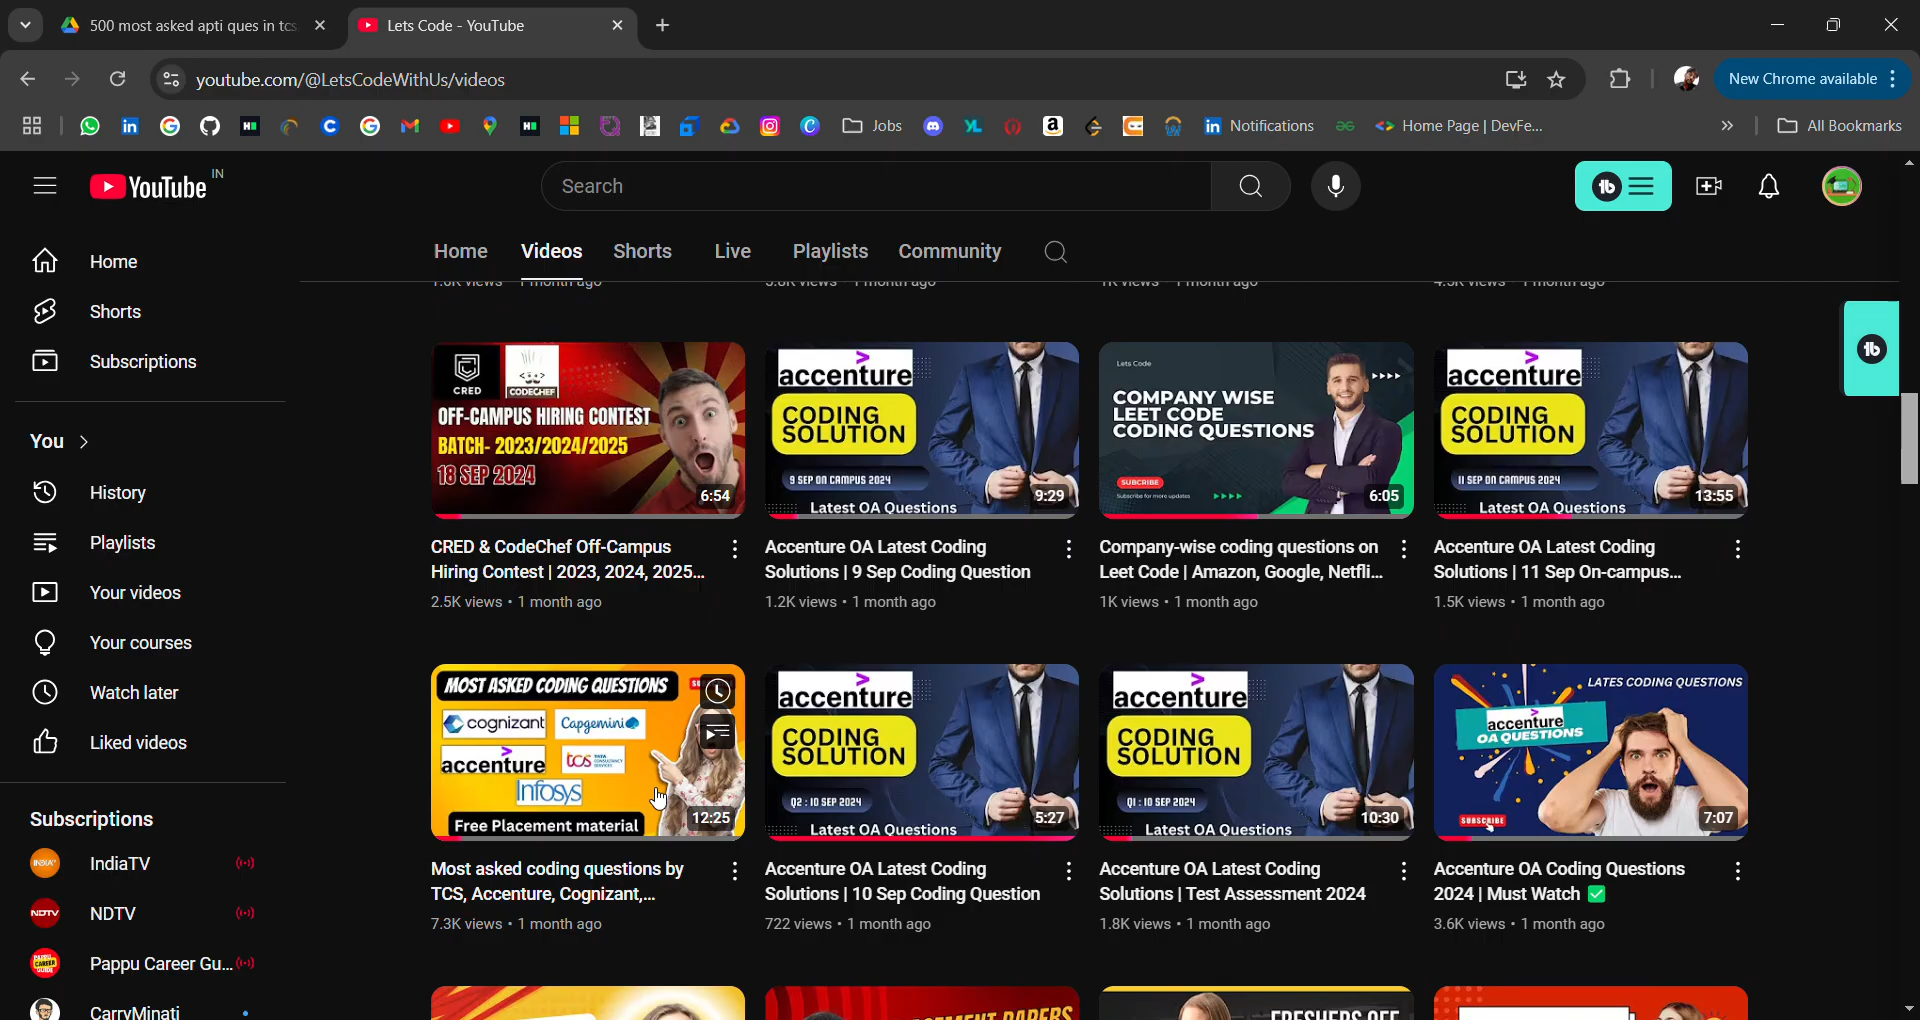 500 most asked apti ques in tcs
Lets Code - YouTube
youtube.com/@LetsCodeWithUs/videos
New Chrome available
Jobs
Notifications
Home Page | DevFe...
All Bookmarks
YouTube IN
Search
Home
Videos
Shorts
Live
Playlists
Community
Home
Shorts
Subscriptions
You
History
Playlists
Your videos
Your courses
Watch later
Liked videos
Subscriptions
IndiaTV
NDTV
Pappu Career Gu...
CarryMinati
CRED
CODECHEF
OFF-CAMPUS HIRING CONTEST
BATCH- 2023/2024/2025
18 SEP 2024
6:54
CRED & CodeChef Off-Campus
Hiring Contest | 2023, 2024, 2025...
2.5K views • 1 month ago
accenture
CODING
SOLUTION
9 SEP ON CAMPUS 2024
9:29
Latest OA Questions
Accenture OA Latest Coding
Solutions | 9 Sep Coding Question
1.2K views • 1 month ago
Lets Code
COMPANY WISE
LEET CODE
CODING QUESTIONS
SUBSCRIBE
Subscribe for more updates
6:05
Company-wise coding questions on
Leet Code | Amazon, Google, Netfli...
1K views • 1 month ago
accenture
CODING
SOLUTION
11 SEP ON CAMPUS 2024
13:55
Latest OA Questions
Accenture OA Latest Coding
Solutions | 11 Sep On-campus...
1.5K views • 1 month ago
MOST ASKED CODING QUESTIONS
cognizant
Capgemini
accenture
tcs TATA
CONSULTANCY
SERVICES
Infosys
Free Placement material
12:25
Most asked coding questions by
TCS, Accenture, Cognizant,...
7.3K views • 1 month ago
accenture
CODING
SOLUTION
Q2 : 10 SEP 2024
5:27
Latest OA Questions
Accenture OA Latest Coding
Solutions | 10 Sep Coding Question
722 views • 1 month ago
accenture
CODING
SOLUTION
Q1 : 10 SEP 2024
10:30
Latest OA Questions
Accenture OA Latest Coding
Solutions | Test Assessment 2024
1.8K views • 1 month ago
LATES CODING QUESTIONS
accenture
OA QUESTIONS
SUBSCRIBE
7:07
Accenture OA Coding Questions
2024 | Must Watch ✅
3.6K views • 1 month ago